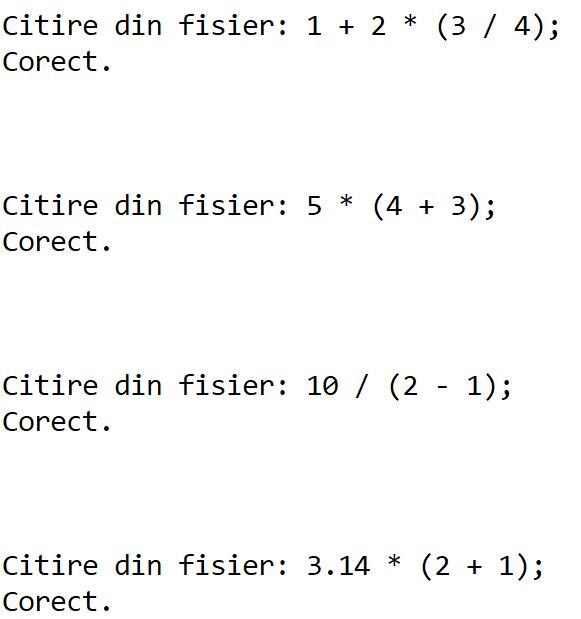 Citire din fisier: 1 + 2 * (3 / 4);
Corect.
Citire din fisier: 5 * (4 + 3);
Corect.
Citire din fisier: 10 / (2 - 1);
Corect.
Citire din fisier: 3.14 * (2 + 1);
Corect.